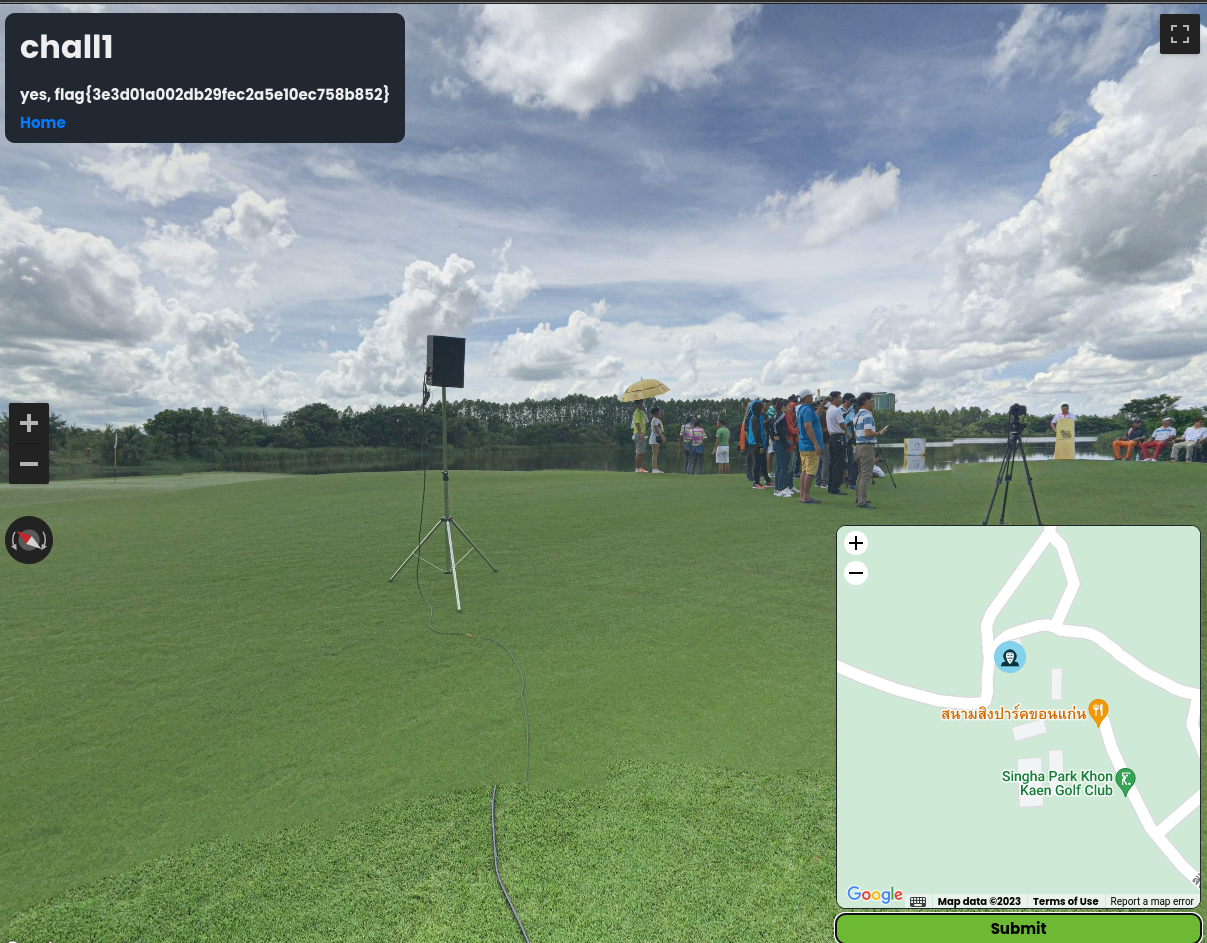 chall1
yes, flag{3e3d01a002db29fec2a5e10ec758b852}
Home
สนามสิงปาร์คขอนแก่น
Singha Park Khon
Kaen Golf Club
Google
Map data ©2023 Terms of Use Report a map error
Submit